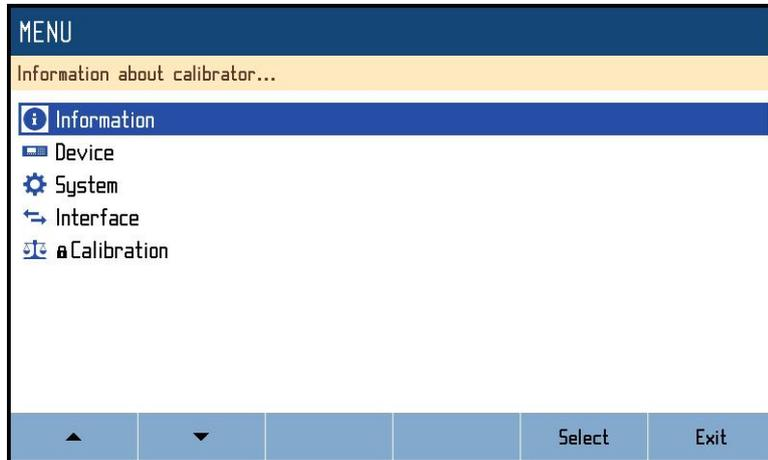 MENU
Information about calibrator...
Information
Device
System
Interface
Calibration
Select Exit